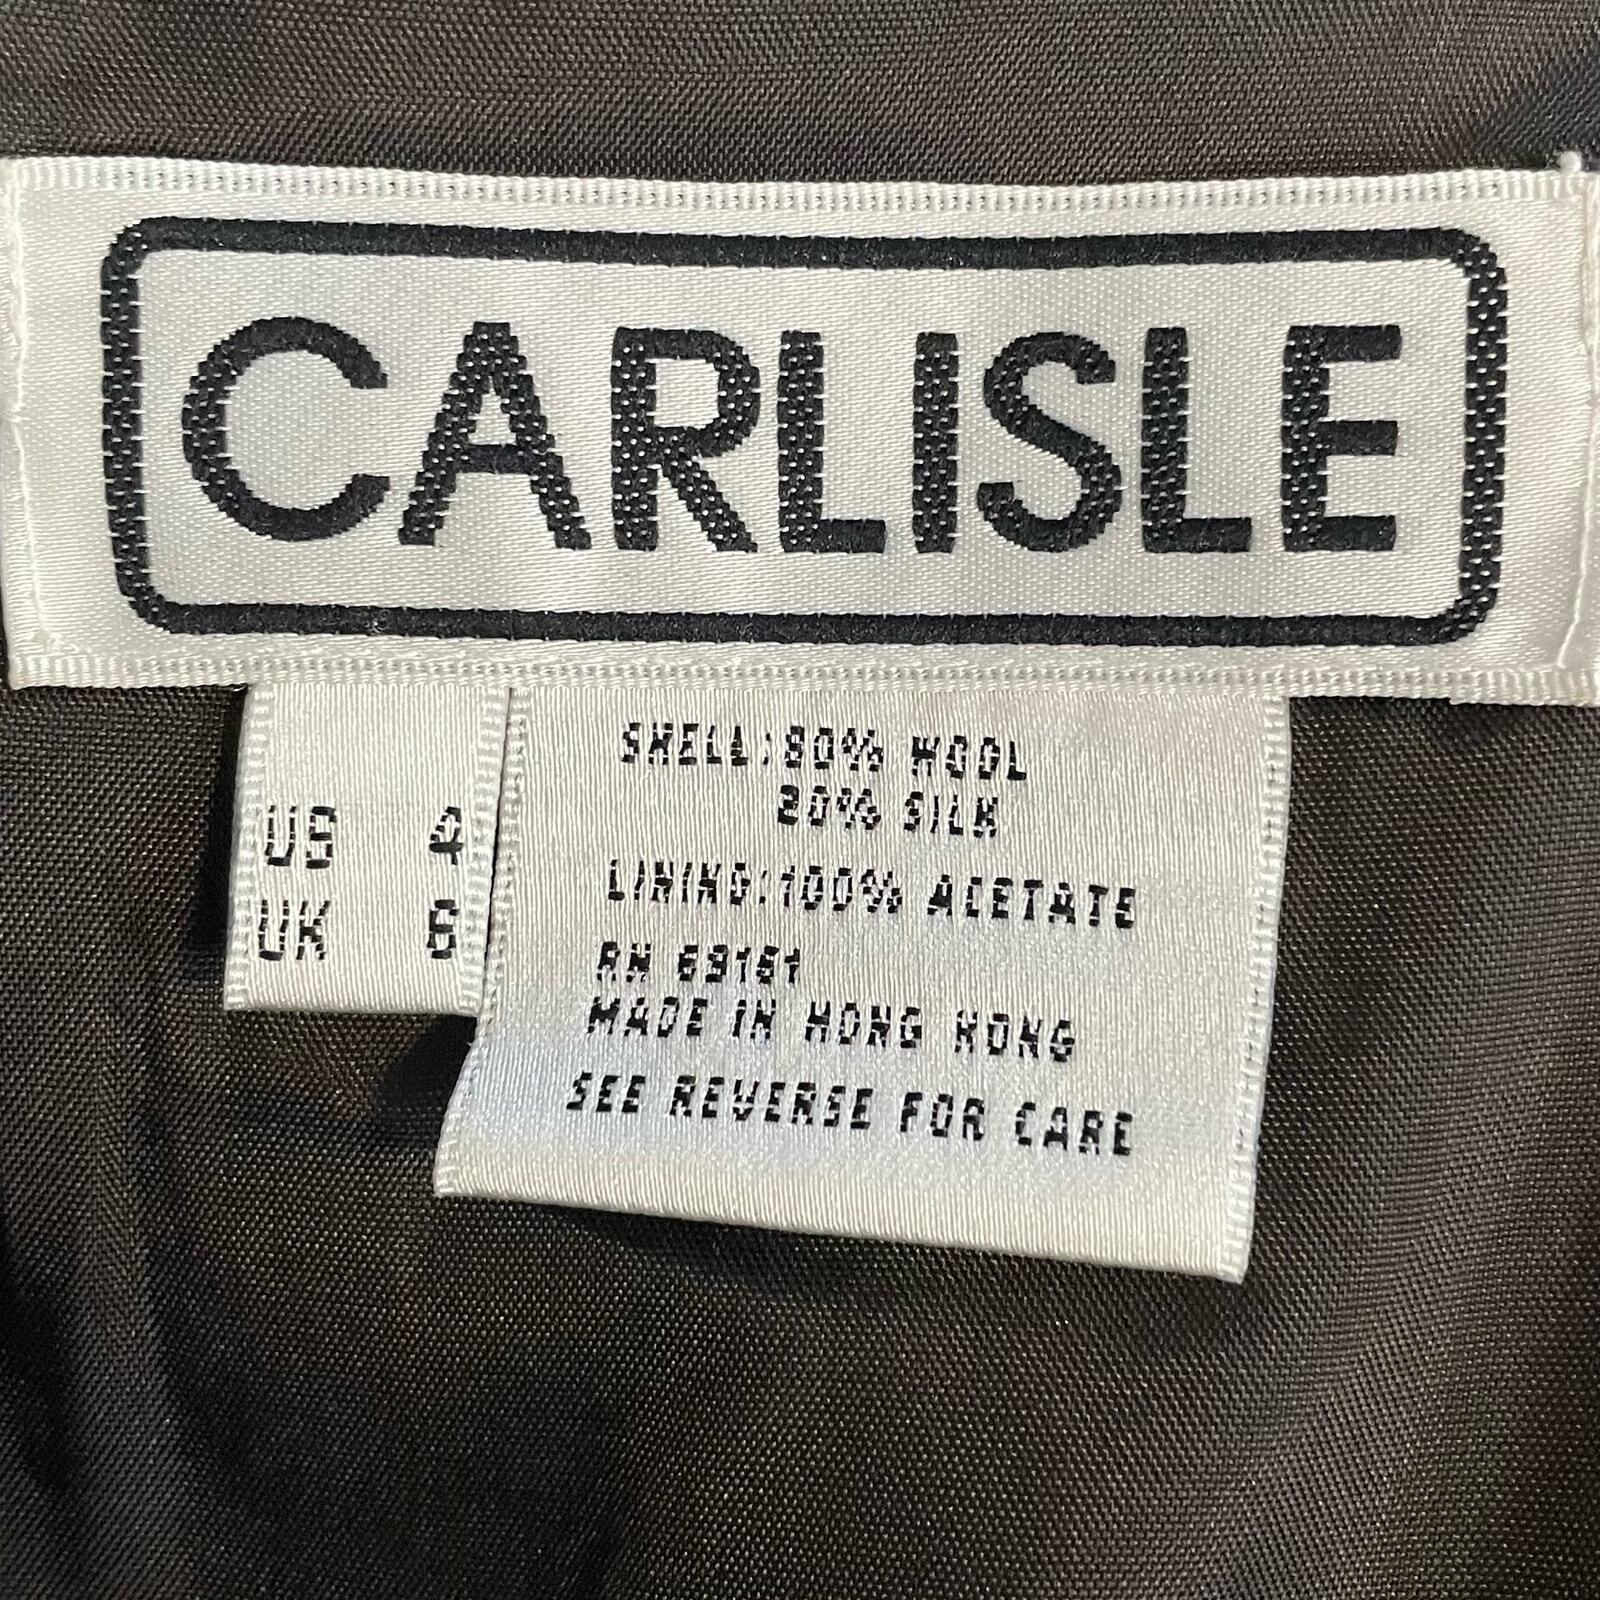 CARLISLE
US 4
UK 6
SHELL:80% WOOL
20% SILK
LINING:100% ACETATE
RN 69151
MADE IN HONG KONG
SEE REVERSE FOR CARE